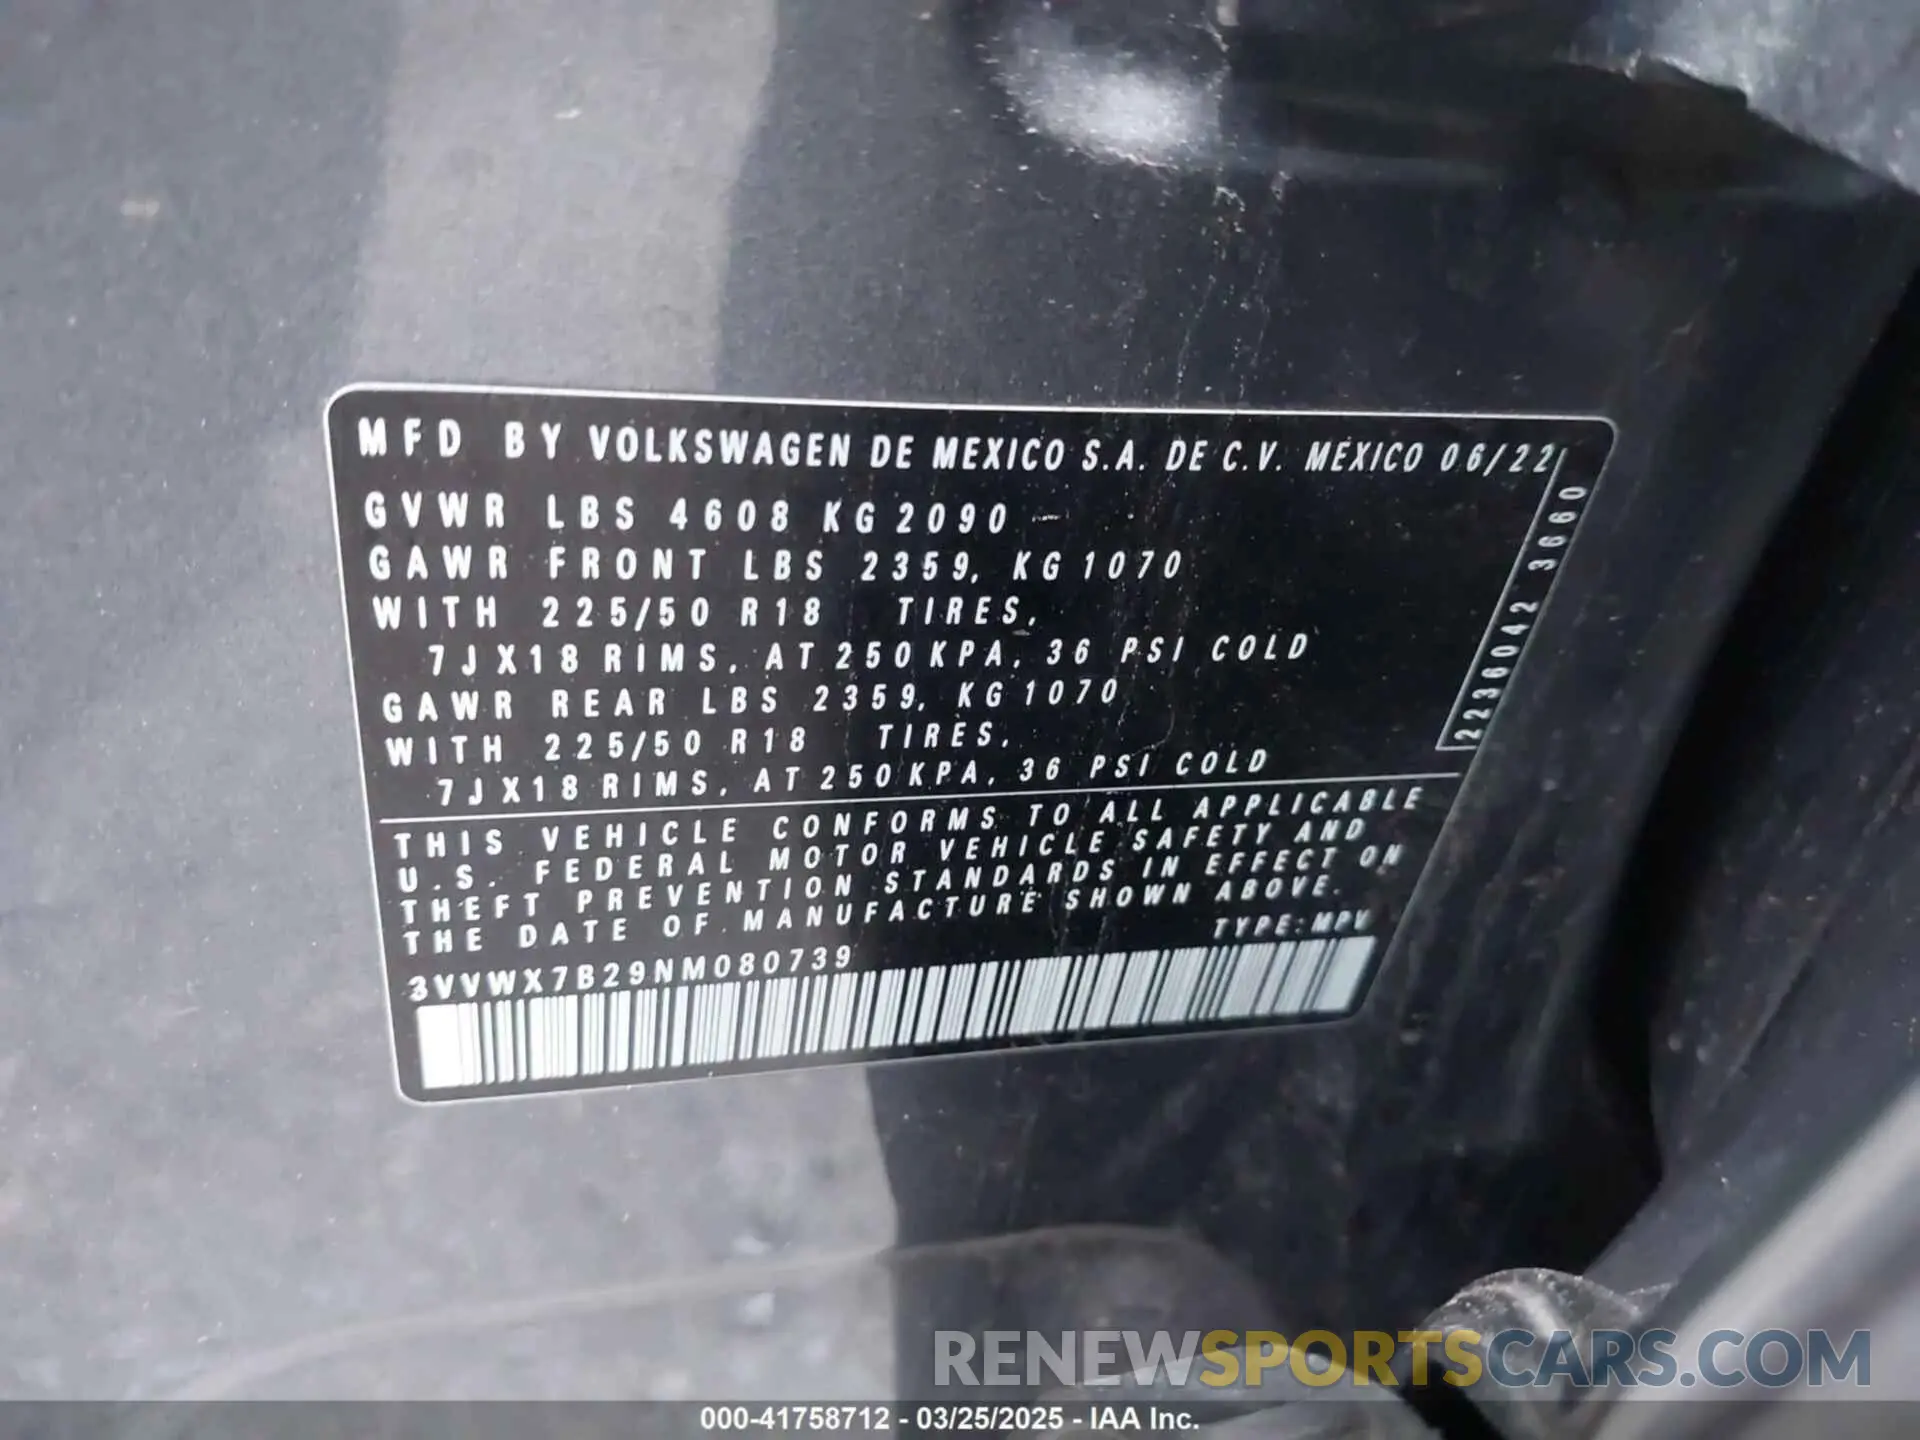 MFD BY VOLKSWAGEN DE MEXICO S.A. DE C.V. MEXICO 06/22
GVWR LBS 4608 KG 2090
GAWR FRONT LBS 2359, KG 1070
WITH 225/50 R18 TIRES,
7JX18 RIMS, AT 250 KPA, 36 PSI COLD
GAWR REAR LBS 2359, KG 1070
WITH 225/50 R18 TIRES,
7JX18 RIMS, AT 250 KPA, 36 PSI COLD
2236042 3660
THIS VEHICLE CONFORMS TO ALL APPLICABLE
U.S. FEDERAL MOTOR VEHICLE SAFETY AND
THEFT PREVENTION STANDARDS IN EFFECT ON
THE DATE OF MANUFACTURE SHOWN ABOVE.
TYPE: MPV
3VVWX7B29NM080739
RENEWSPORTSCARS.COM
000-41758712 - 03/25/2025 - IAA Inc.